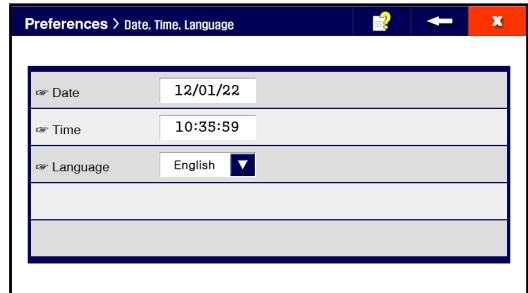 Preferences > Date, Time, Language
X
☞ Date 12/01/22
☞ Time 10:35:59
☞ Language English